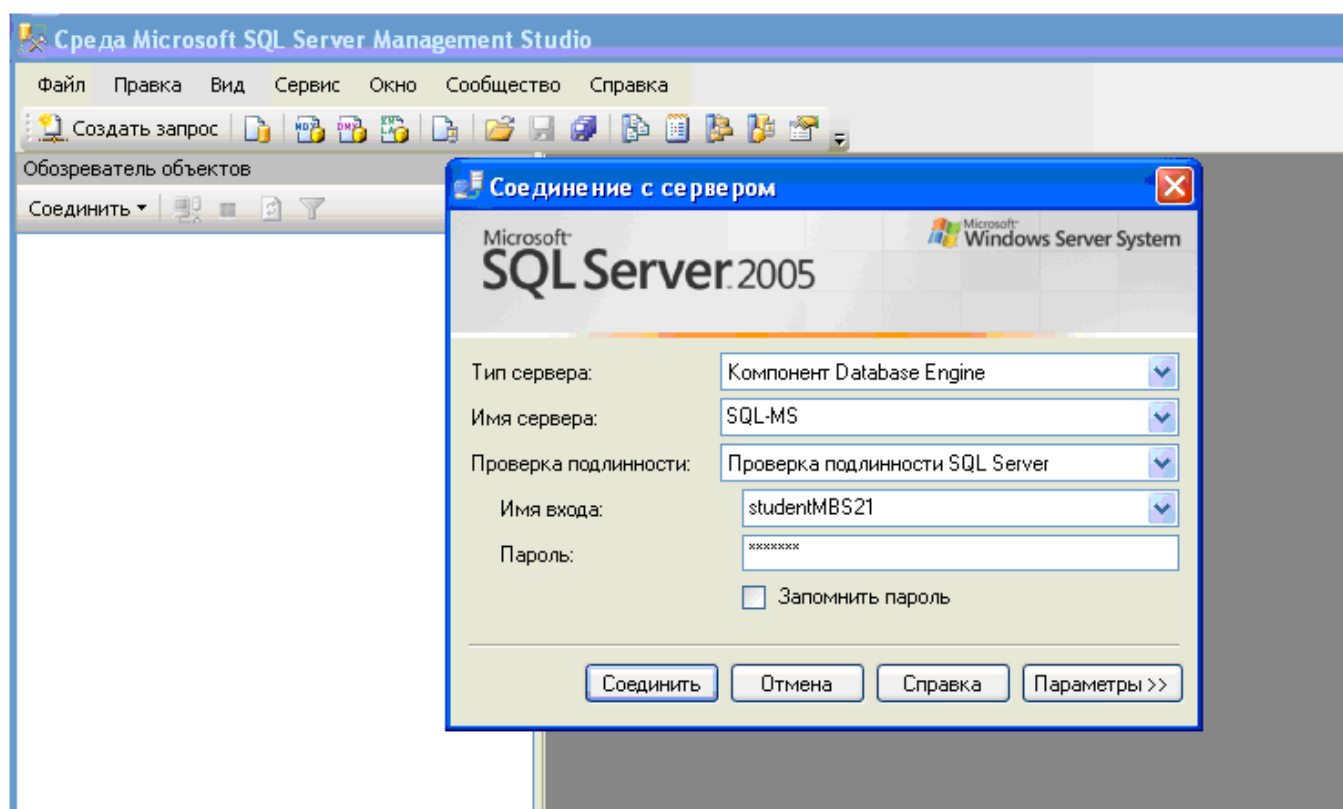 Среда Microsoft SQL Server Management Studio
Файл Правка Вид Сервис Окно Сообщество Справка
Создать запрос
Обозреватель объектов
Соединить
Соединение с сервером
Microsoft
SQL Server 2005
Microsoft
Windows Server System
Тип сервера: Компонент Database Engine
Имя сервера: SQL-MS
Проверка подлинности: Проверка подлинности SQL Server
Имя входа: studentMBS21
Пароль: *******
Запомнить пароль
Соединить Отмена Справка Параметры >>